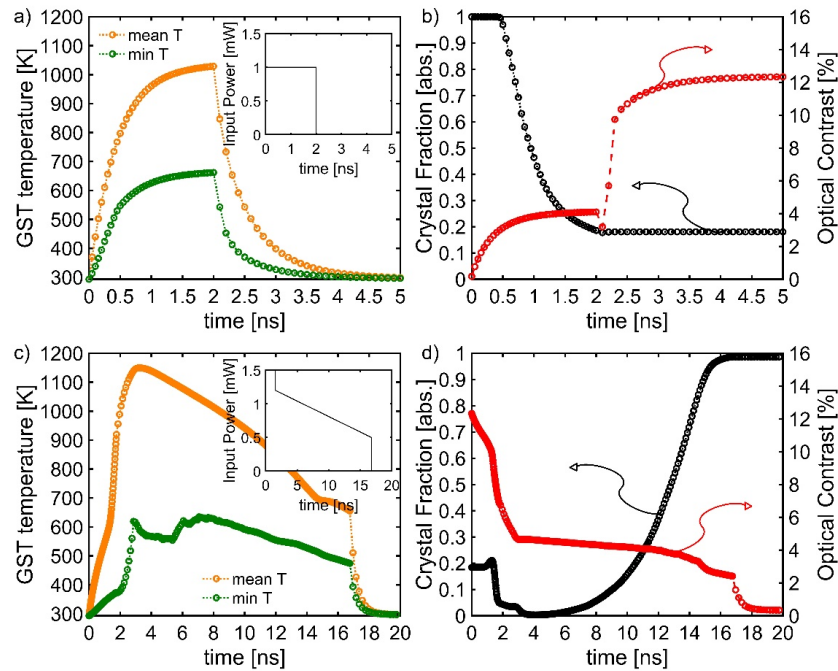 a)
GST temperature [K]
1200
1100
1000
900
800
700
600
500
400
300
mean T
min T
Input Power [mW]
1.5
1
0.5
0
0 1 2 3 4 5
time [ns]
0 0.5 1 1.5 2 2.5 3 3.5 4 4.5 5
time [ns]
b)
Crystal Fraction [abs.]
1
0.9
0.8
0.7
0.6
0.5
0.4
0.3
0.2
0.1
0
16
14
12
10
8
6
4
2
0
Optical Contrast [%]
0 0.5 1 1.5 2 2.5 3 3.5 4 4.5 5
time [ns]
c)
GST temperature [K]
1200
1100
1000
900
800
700
600
500
400
300
Input Power [mW]
1.5
1
0.5
0
0 5 10 15 20
time [ns]
mean T
min T
0 2 4 6 8 10 12 14 16 18 20
time [ns]
d)
Crystal Fraction [abs.]
1
0.9
0.8
0.7
0.6
0.5
0.4
0.3
0.2
0.1
0
16
14
12
10
8
6
4
2
0
Optical Contrast [%]
0 2 4 6 8 10 12 14 16 18 20
time [ns]